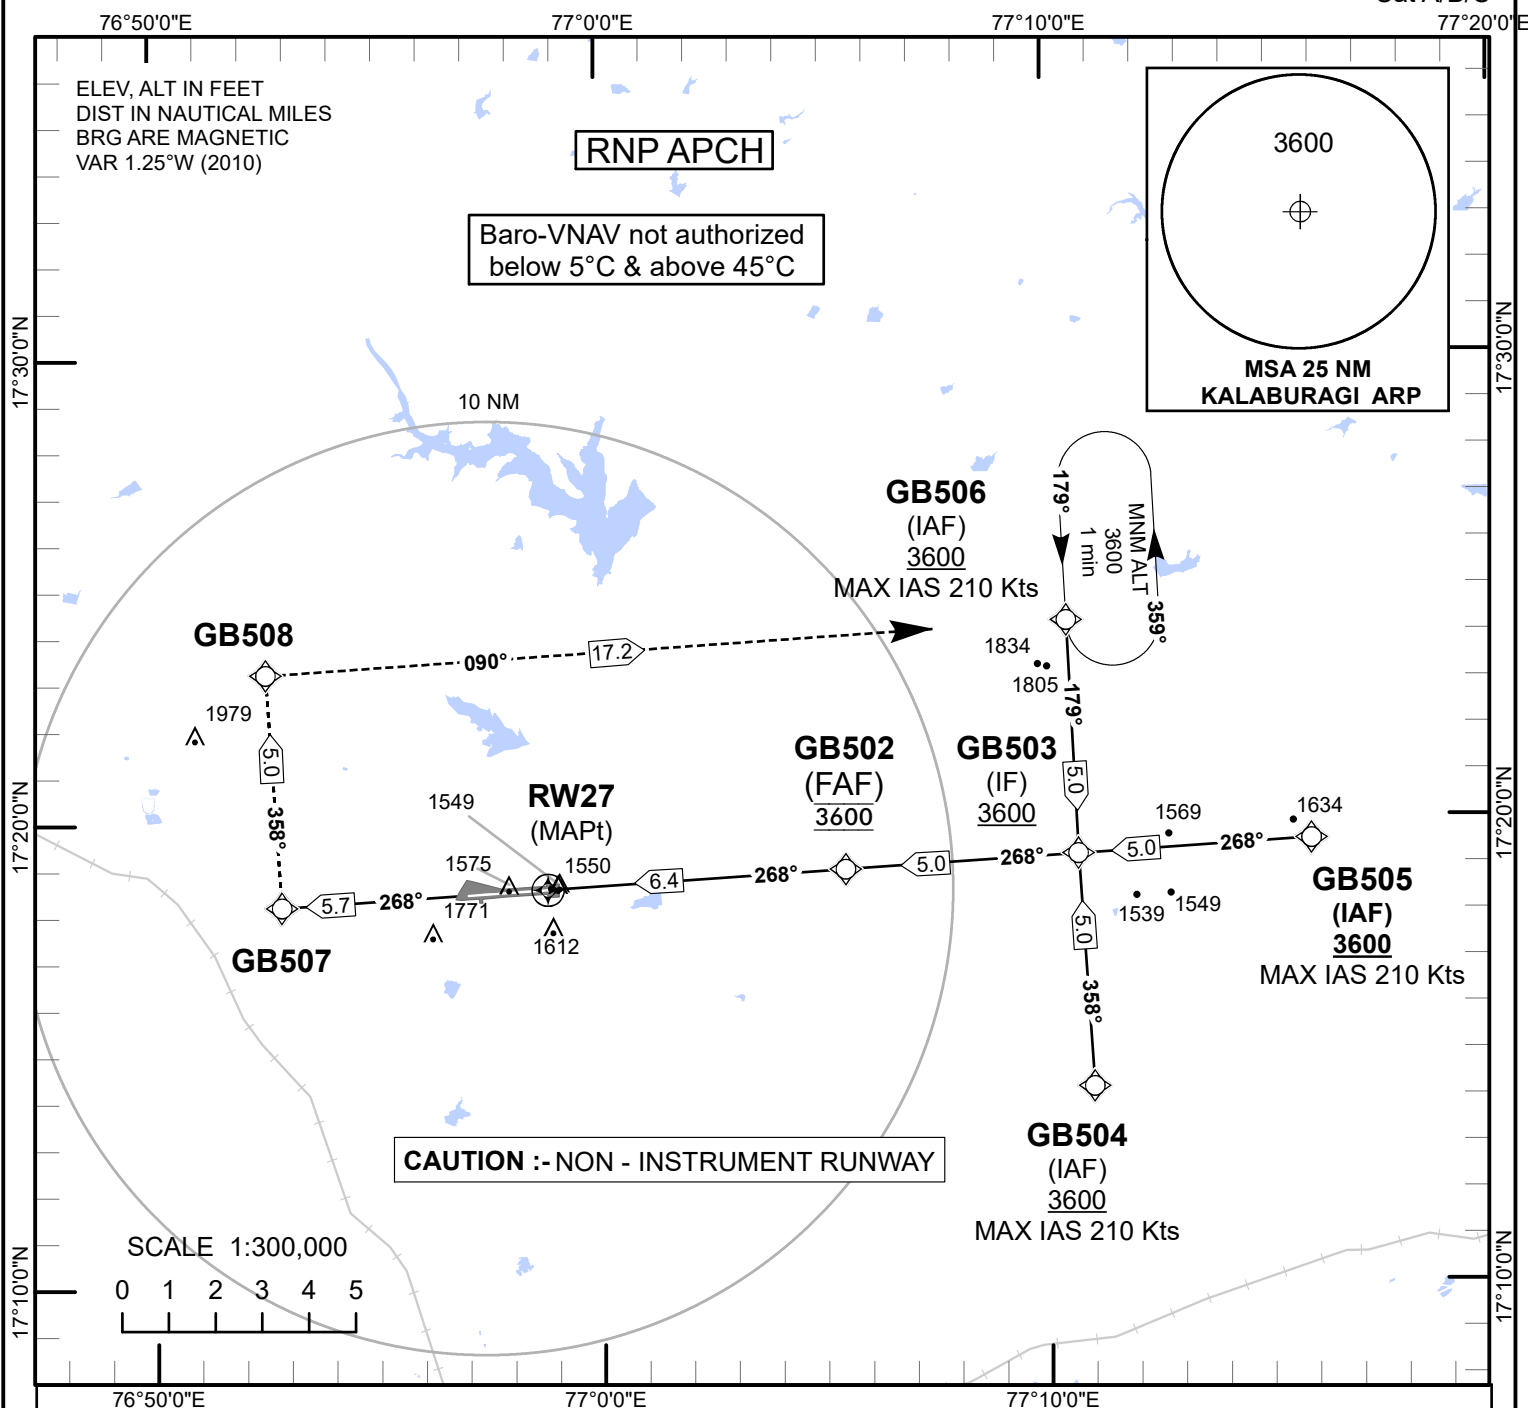 76°50'0"E
77°0'0"E
77°10'0"E
77°20'0"E
ELEV, ALT IN FEET
DIST IN NAUTICAL MILES
BRG ARE MAGNETIC
VAR 1.25°W (2010)
RNP APCH
Baro-VNAV not authorized
below 5°C & above 45°C
3600
MSA 25 NM
KALABURAGI ARP
17°30'0"N
17°30'0"N
10 NM
GB506
(IAF)
3600
MAX IAS 210 Kts
179°
MNM ALT
3600
1 min
359°
GB508
090°
17.2
1834
1805
179°
1979
5.0
358°
GB502
(FAF)
3600
GB503
(IF)
3600
5.0
1549
RW27
(MAPt)
1569
1634
17°20'0"N
17°20'0"N
1575
1550
6.4
268°
5.0
268°
5.0
268°
GB505
(IAF)
3600
MAX IAS 210 Kts
5.7
268°
1771
1612
1539
1549
GB507
5.0
358°
GB504
(IAF)
3600
MAX IAS 210 Kts
CAUTION :- NON - INSTRUMENT RUNWAY
SCALE 1:300,000
0 1 2 3 4 5
17°10'0"N
17°10'0"N
76°50'0"E
77°0'0"E
77°10'0"E